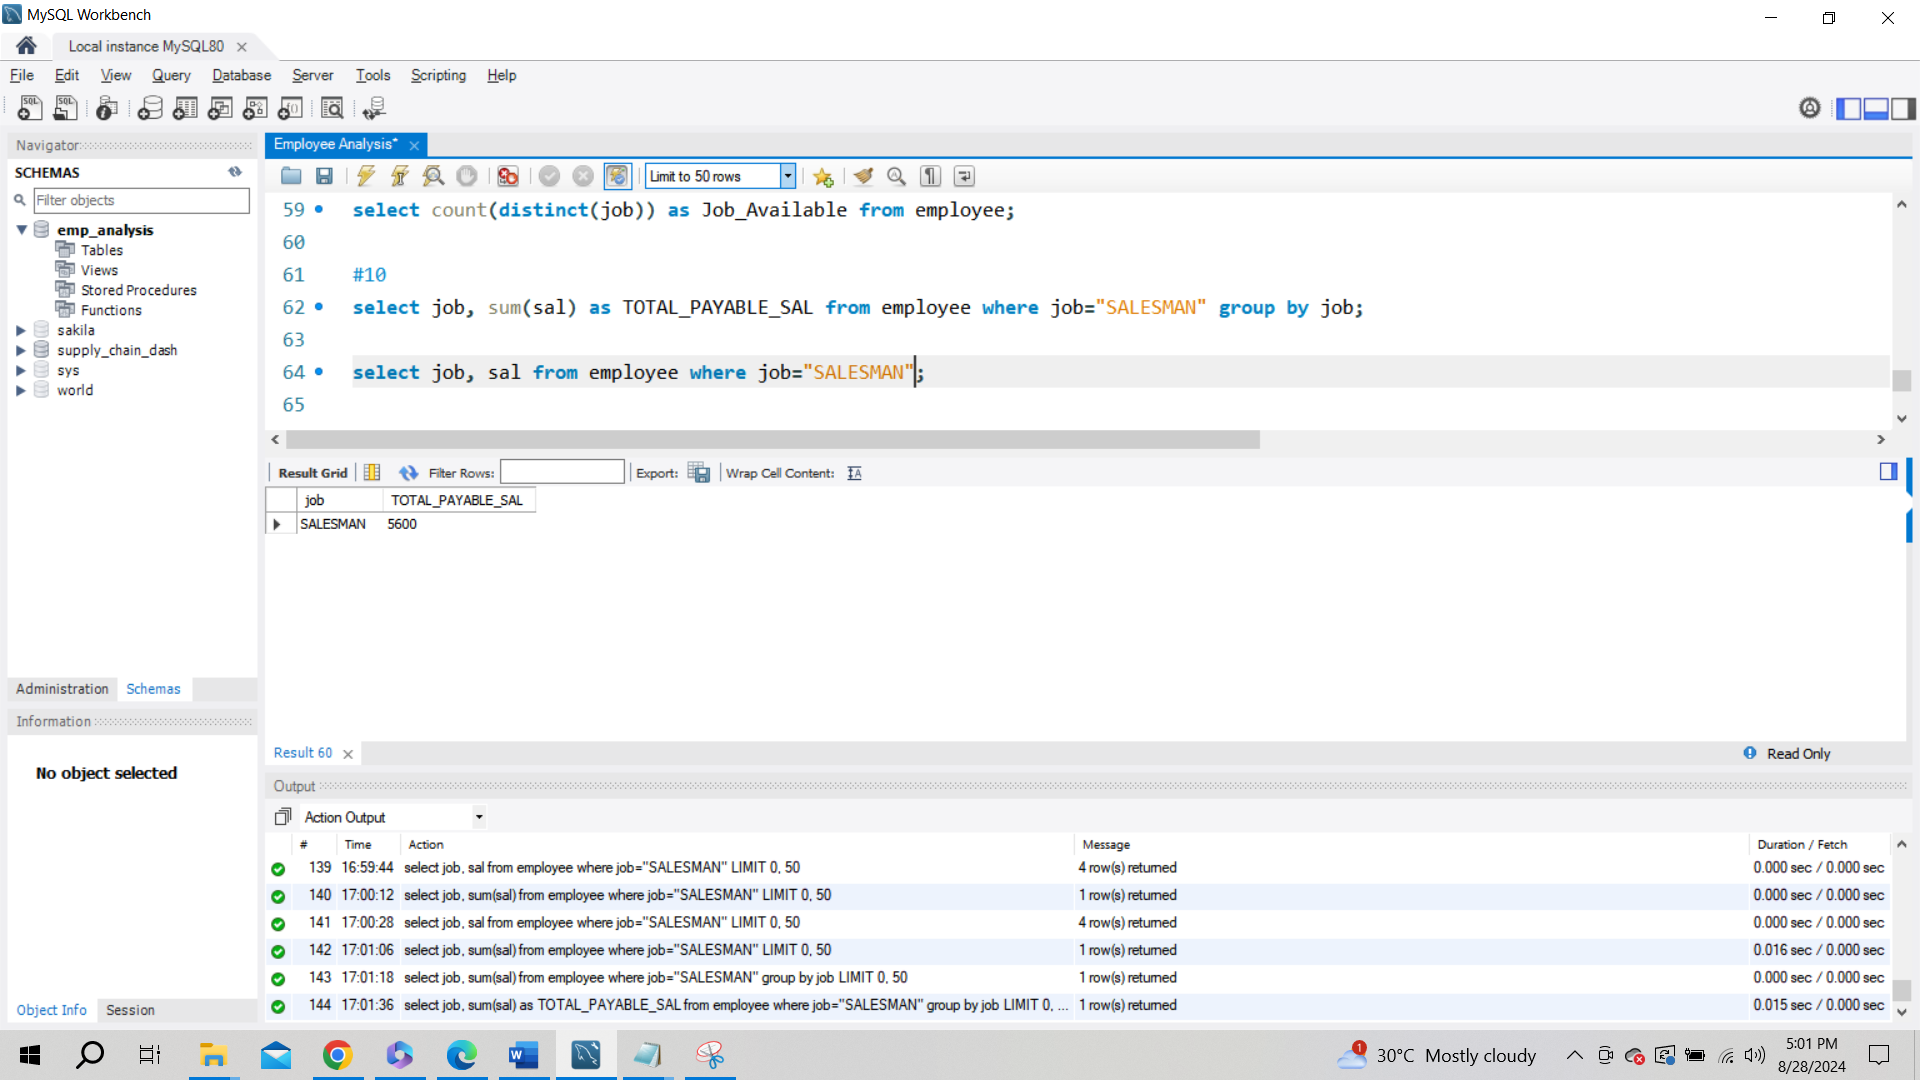 MySQL Workbench
Local instance MySQL80
File Edit View Query Database Server Tools Scripting Help
Navigator
SCHEMAS
Filter objects
emp_analysis
Tables
Views
Stored Procedures
Functions
sakila
supply_chain_dash
sys
world
Administration Schemas
Information
No object selected
Object Info Session
Employee Analysis*
Limit to 50 rows
59 select count(distinct(job)) as Job_Available from employee;
60
61 #10
62 select job, sum(sal) as TOTAL_PAYABLE_SAL from employee where job="SALESMAN" group by job;
63
64 select job, sal from employee where job="SALESMAN";
65
Result Grid Filter Rows: Export: Wrap Cell Content:
job TOTAL_PAYABLE_SAL
SALESMAN 5600
Result 60
Read Only
Output
Action Output
# Time Action Message Duration / Fetch
139 16:59:44 select job, sal from employee where job="SALESMAN" LIMIT 0, 50 4 row(s) returned 0.000 sec / 0.000 sec
140 17:00:12 select job, sum(sal) from employee where job="SALESMAN" LIMIT 0, 50 1 row(s) returned 0.000 sec / 0.000 sec
141 17:00:28 select job, sal from employee where job="SALESMAN" LIMIT 0, 50 4 row(s) returned 0.000 sec / 0.000 sec
142 17:01:06 select job, sum(sal) from employee where job="SALESMAN" LIMIT 0, 50 1 row(s) returned 0.016 sec / 0.000 sec
143 17:01:18 select job, sum(sal) from employee where job="SALESMAN" group by job LIMIT 0, 50 1 row(s) returned 0.000 sec / 0.000 sec
144 17:01:36 select job, sum(sal) as TOTAL_PAYABLE_SAL from employee where job="SALESMAN" group by job LIMIT 0, ... 1 row(s) returned 0.015 sec / 0.000 sec
1 30°C Mostly cloudy
5:01 PM
8/28/2024